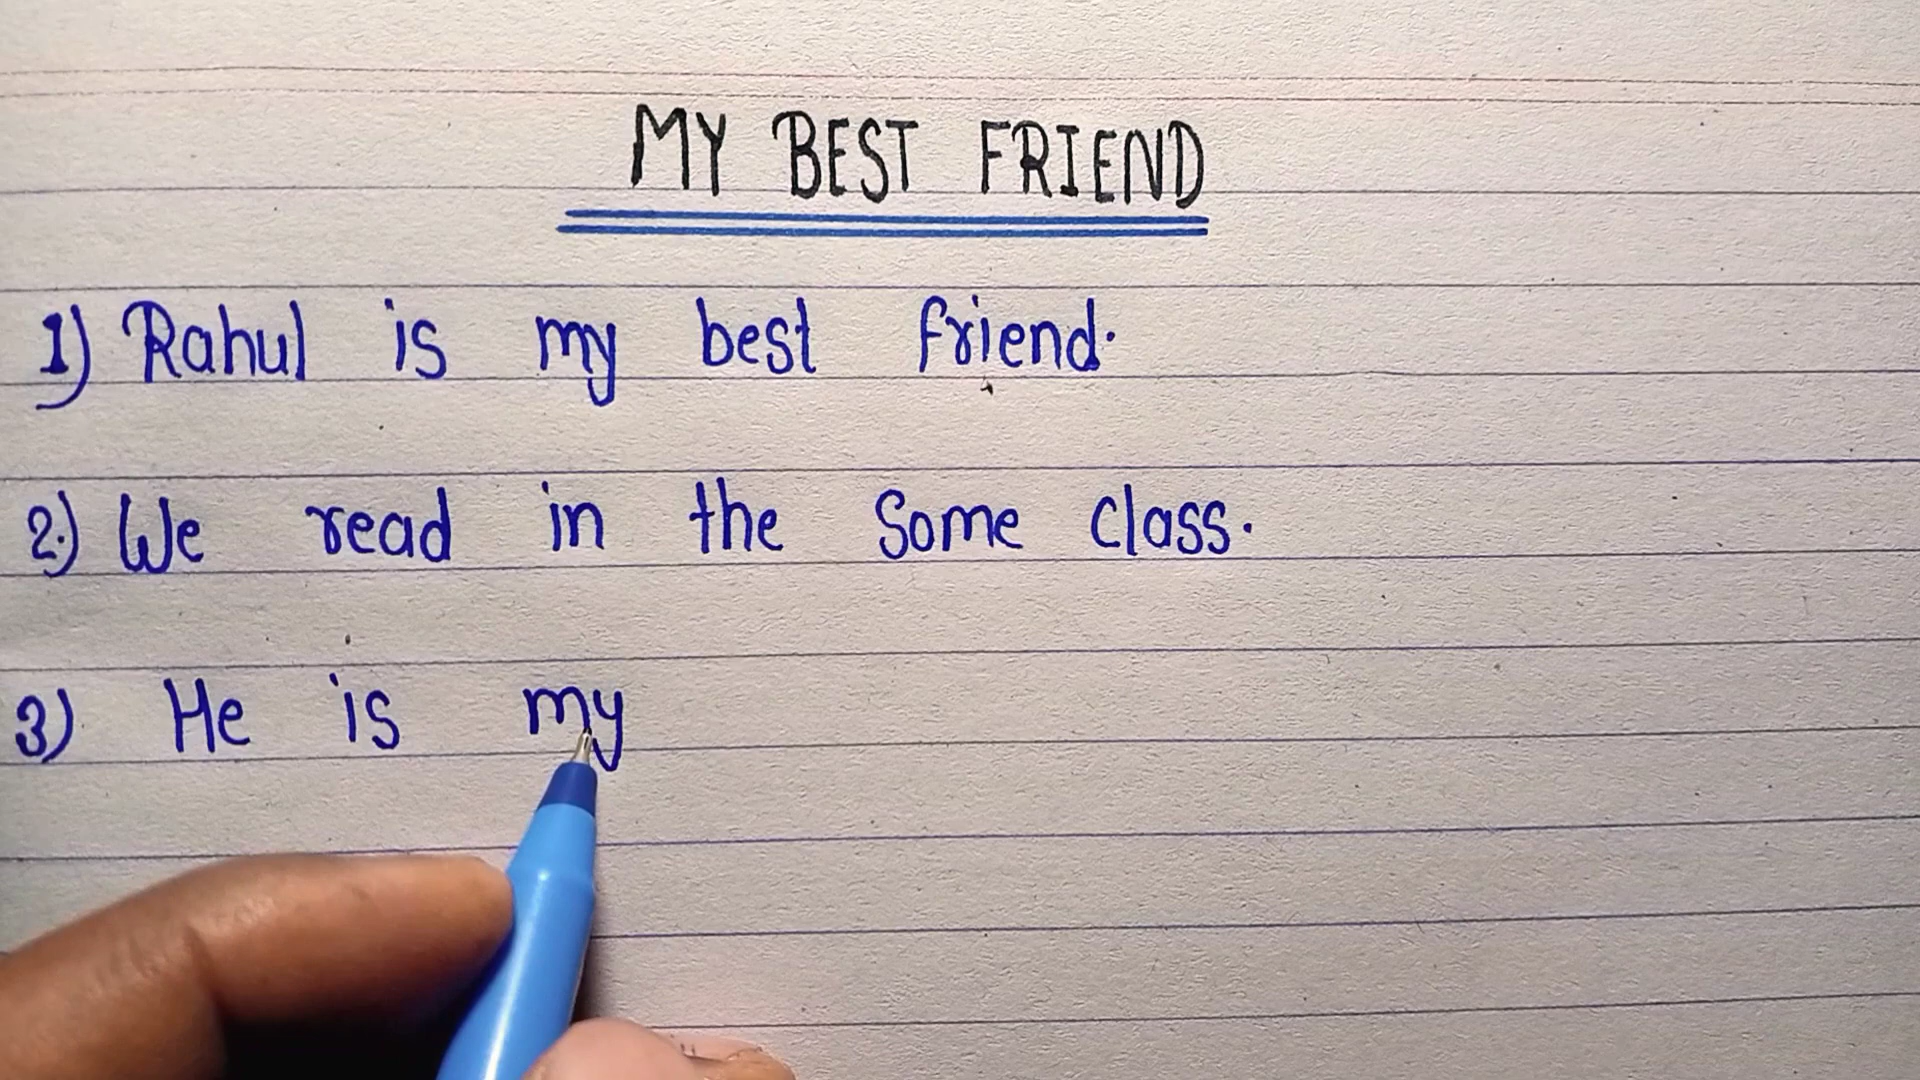 MY BEST FRIEND
1) Rahul is my best friend.
2.) We read in the Some class.
3) He is my